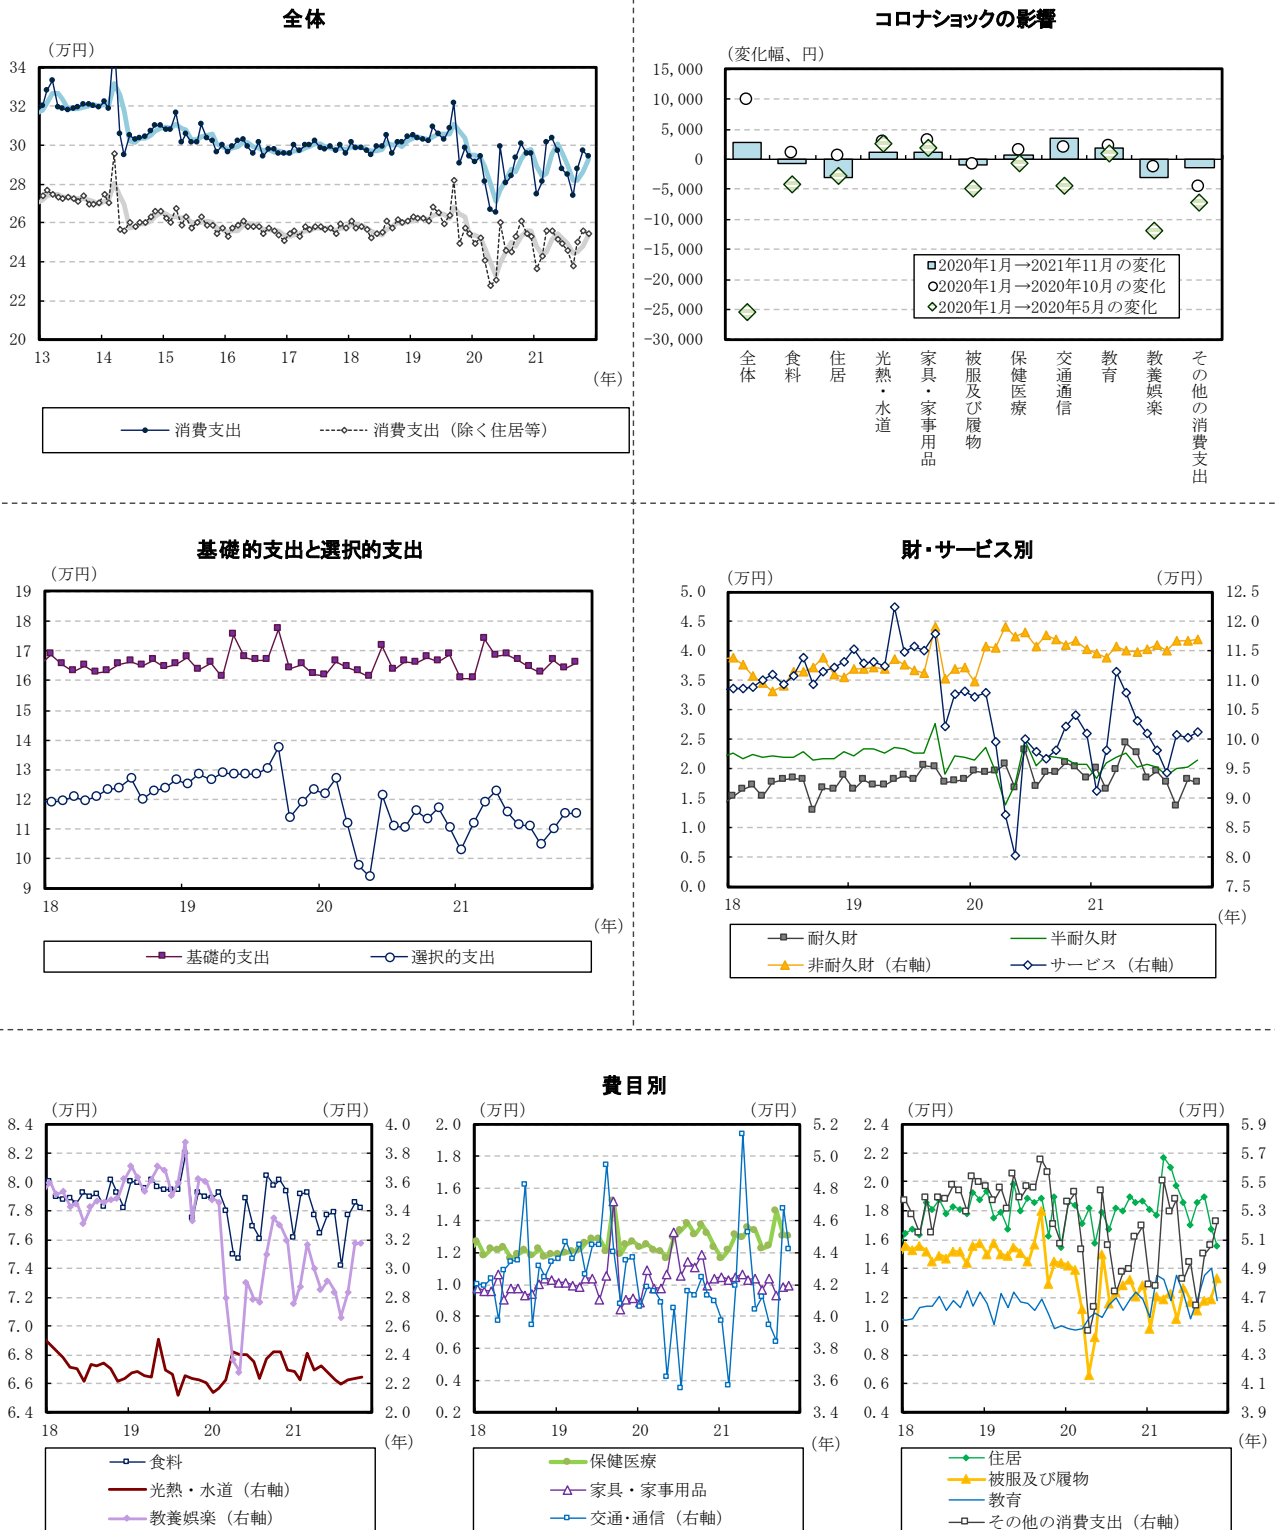 全体
（万円）
34
32
30
28
26
24
22
20
13 14 15 16 17 18 19 20 21
（年）
消費支出
消費支出（除く住居等）
コロナショックの影響
（変化幅、円）
15,000
10,000
5,000
0
-5,000
-10,000
-15,000
-20,000
-25,000
-30,000
2020年1月→2021年11月の変化
2020年1月→2020年10月の変化
2020年1月→2020年5月の変化
全体
食料
住居
光熱・水道
家具・家事用品
被服及び履物
保健医療
交通通信
教育
教養娯楽
その他の消費支出
基礎的支出と選択的支出
（万円）
19
18
17
16
15
14
13
12
11
10
9
18 19 20 21
（年）
基礎的支出
選択的支出
財・サービス別
（万円） （万円）
5.0 12.5
4.5 12.0
4.0 11.5
3.5 11.0
3.0 10.5
2.5 10.0
2.0 9.5
1.5 9.0
1.0 8.5
0.5 8.0
0.0 7.5
18 19 20 21
（年）
耐久財 半耐久財
非耐久財（右軸） サービス（右軸）
費目別
（万円） （万円）
8.4 4.0
8.2 3.8
8.0 3.6
7.8 3.4
7.6 3.2
7.4 3.0
7.2 2.8
7.0 2.6
6.8 2.4
6.6 2.2
6.4 2.0
18 19 20 21
（年）
食料
光熱・水道（右軸）
教養娯楽（右軸）
（万円） （万円）
2.0 5.2
1.8 5.0
1.6 4.8
1.4 4.6
1.2 4.4
1.0 4.2
0.8 4.0
0.6 3.8
0.4 3.6
0.2 3.4
18 19 20 21
（年）
保健医療
家具・家事用品
交通・通信（右軸）
（万円） （万円）
2.4 5.9
2.2 5.7
2.0 5.5
1.8 5.3
1.6 5.1
1.4 4.9
1.2 4.7
1.0 4.5
0.8 4.3
0.6 4.1
0.4 3.9
18 19 20 21
（年）
住居
被服及び履物
教育
その他の消費支出（右軸）